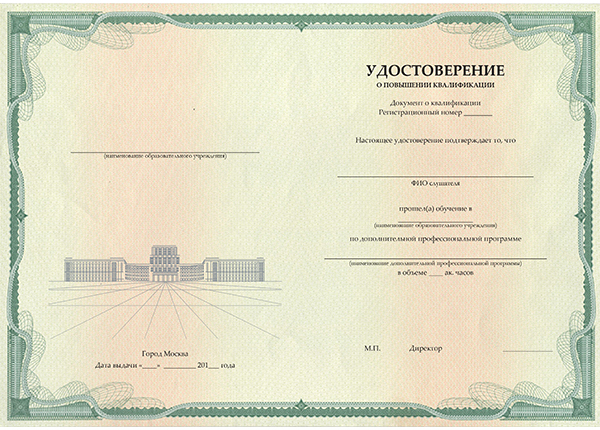 (наименование образовательного учреждения)
Город Москва
Дата выдачи «____» ________ 201___ года
УДОСТОВЕРЕНИЕ
О ПОВЫШЕНИИ КВАЛИФИКАЦИИ
Документ о квалификации
Регистрационный номер _______
Настоящее удостоверение подтверждает то, что
ФИО слушателя
прошел(а) обучение в
(наименование образовательного учреждения)
по дополнительной профессиональной программе
(наименование дополнительной профессиональной программы)
в объеме ____ ак. часов
М.П. Директор